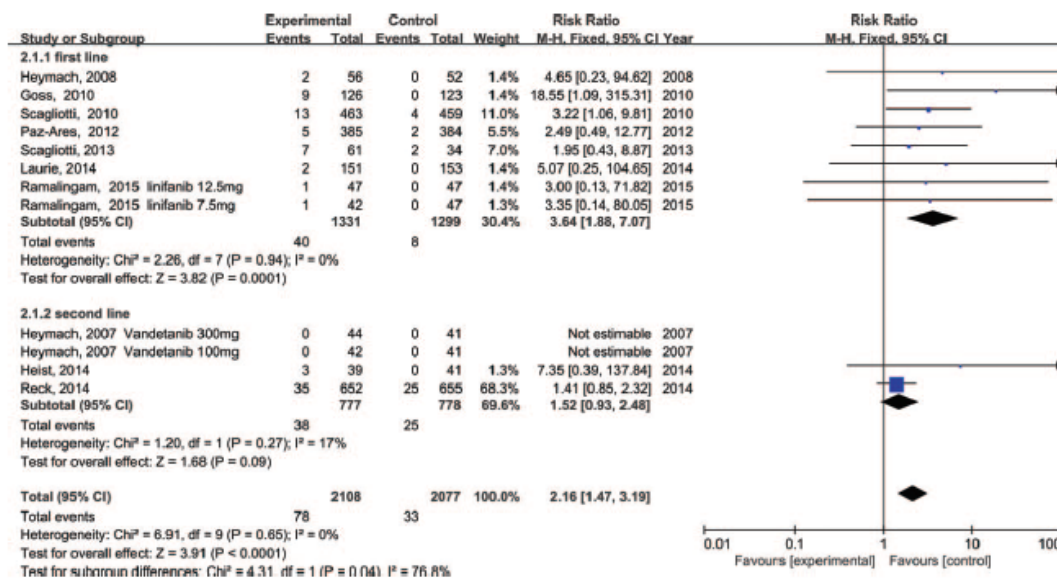 Experimental Control Risk Ratio Risk Ratio
Study or Subgroup Events Total Events Total Weight M-H, Fixed, 95% CI Year M-H, Fixed, 95% CI
2.1.1 first line
Heymach, 2008 2 56 0 52 1.4% 4.65 [0.23, 94.62] 2008
Goss, 2010 9 126 0 123 1.4% 18.55 [1.09, 315.31] 2010
Scagliotti, 2010 13 463 4 459 11.0% 3.22 [1.06, 9.81] 2010
Paz-Ares, 2012 5 385 2 384 5.5% 2.49 [0.49, 12.77] 2012
Scagliotti, 2013 7 61 2 34 7.0% 1.95 [0.43, 8.87] 2013
Laurie, 2014 2 151 0 153 1.4% 5.07 [0.25, 104.65] 2014
Ramalingam, 2015 linifanib 12.5mg 1 47 0 47 1.4% 3.00 [0.13, 71.82] 2015
Ramalingam, 2015 linifanib 7.5mg 1 42 0 47 1.3% 3.35 [0.14, 80.05] 2015
Subtotal (95% CI) 1331 1299 30.4% 3.64 [1.88, 7.07]
Total events 40 8
Heterogeneity: Chi² = 2.26, df = 7 (P = 0.94); I² = 0%
Test for overall effect: Z = 3.82 (P = 0.0001)
2.1.2 second line
Heymach, 2007 Vandetanib 300mg 0 44 0 41 Not estimable 2007
Heymach, 2007 Vandetanib 100mg 0 42 0 41 Not estimable 2007
Heist, 2014 3 39 0 41 1.3% 7.35 [0.39, 137.84] 2014
Reck, 2014 35 652 25 655 68.3% 1.41 [0.85, 2.32] 2014
Subtotal (95% CI) 777 778 69.6% 1.52 [0.93, 2.48]
Total events 38 25
Heterogeneity: Chi² = 1.20, df = 1 (P = 0.27); I² = 17%
Test for overall effect: Z = 1.68 (P = 0.09)
Total (95% CI) 2108 2077 100.0% 2.16 [1.47, 3.19]
Total events 78 33
Heterogeneity: Chi² = 6.91, df = 9 (P = 0.65); I² = 0%
Test for overall effect: Z = 3.91 (P < 0.0001)
Test for subgroup differences: Chi² = 4.31, df = 1 (P = 0.04), I² = 76.8%
0.01 0.1 1 10 100
Favours [experimental] Favours [control]